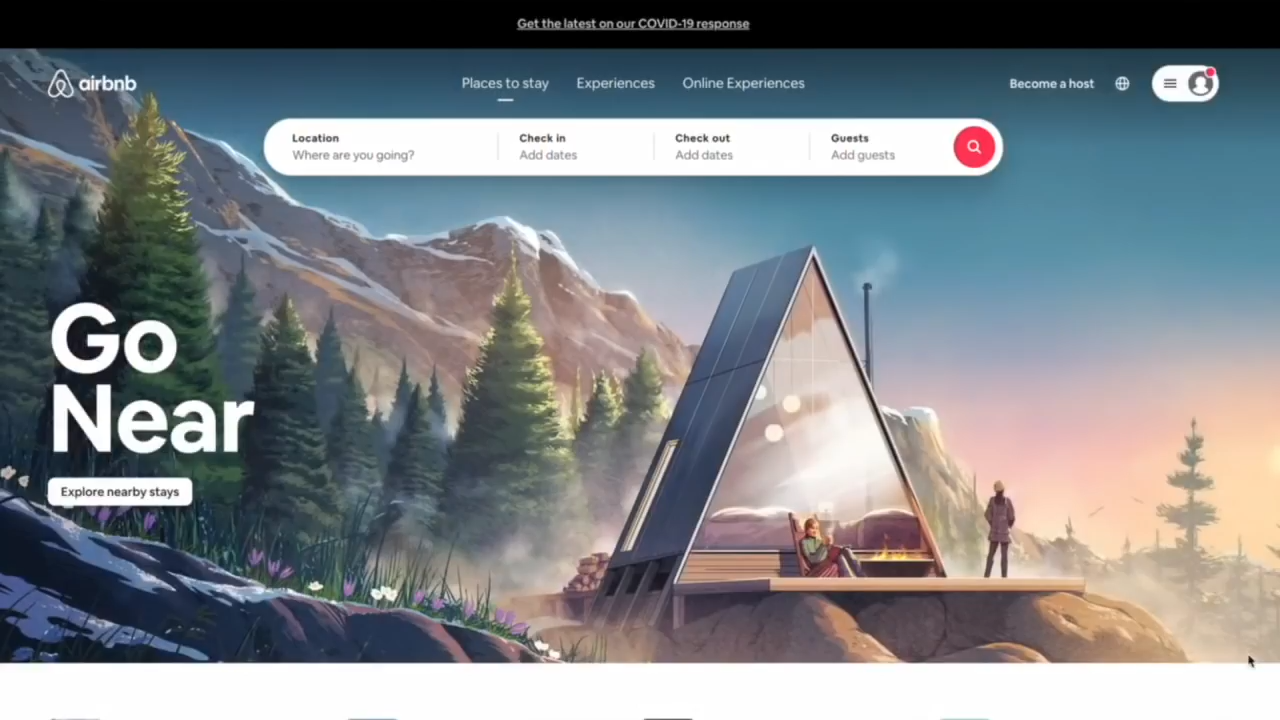 Get the latest on our COVID-19 response
airbnb
Places to stay
Experiences
Online Experiences
Become a host
Location
Where are you going?
Check in
Add dates
Check out
Add dates
Guests
Add guests
Go
Near
Explore nearby stays